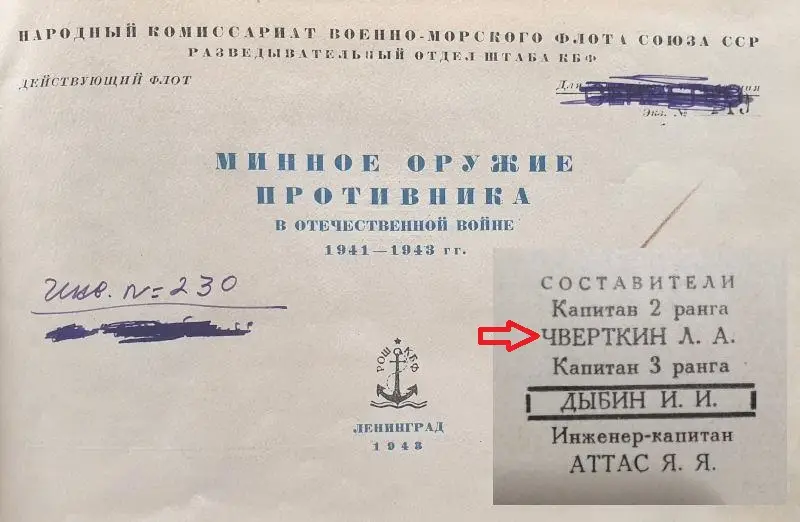 НАРОДНЫЙ КОМИССАРИАТ ВОЕННО-МОРСКОГО ФЛОТА СОЮЗА ССР
РАЗВЕДЫВАТЕЛЬНЫЙ ОТДЕЛ ШТАБА КБФ
ДЕЙСТВУЮЩИЙ ФЛОТ
Экз. №
МИННОЕ ОРУЖИЕ
ПРОТИВНИКА
В ОТЕЧЕСТВЕННОЙ ВОЙНЕ
1941—1943 гг.
Инв. N=230
РОШ КБФ
ЛЕНИНГРАД
1943
СОСТАВИТЕЛИ
Капитав 2 ранга
ЧВЕРТКИН Л. А.
Капитан 3 ранга
ДЫБИН И. И.
Инженер-капитан
АТТАС Я. Я.